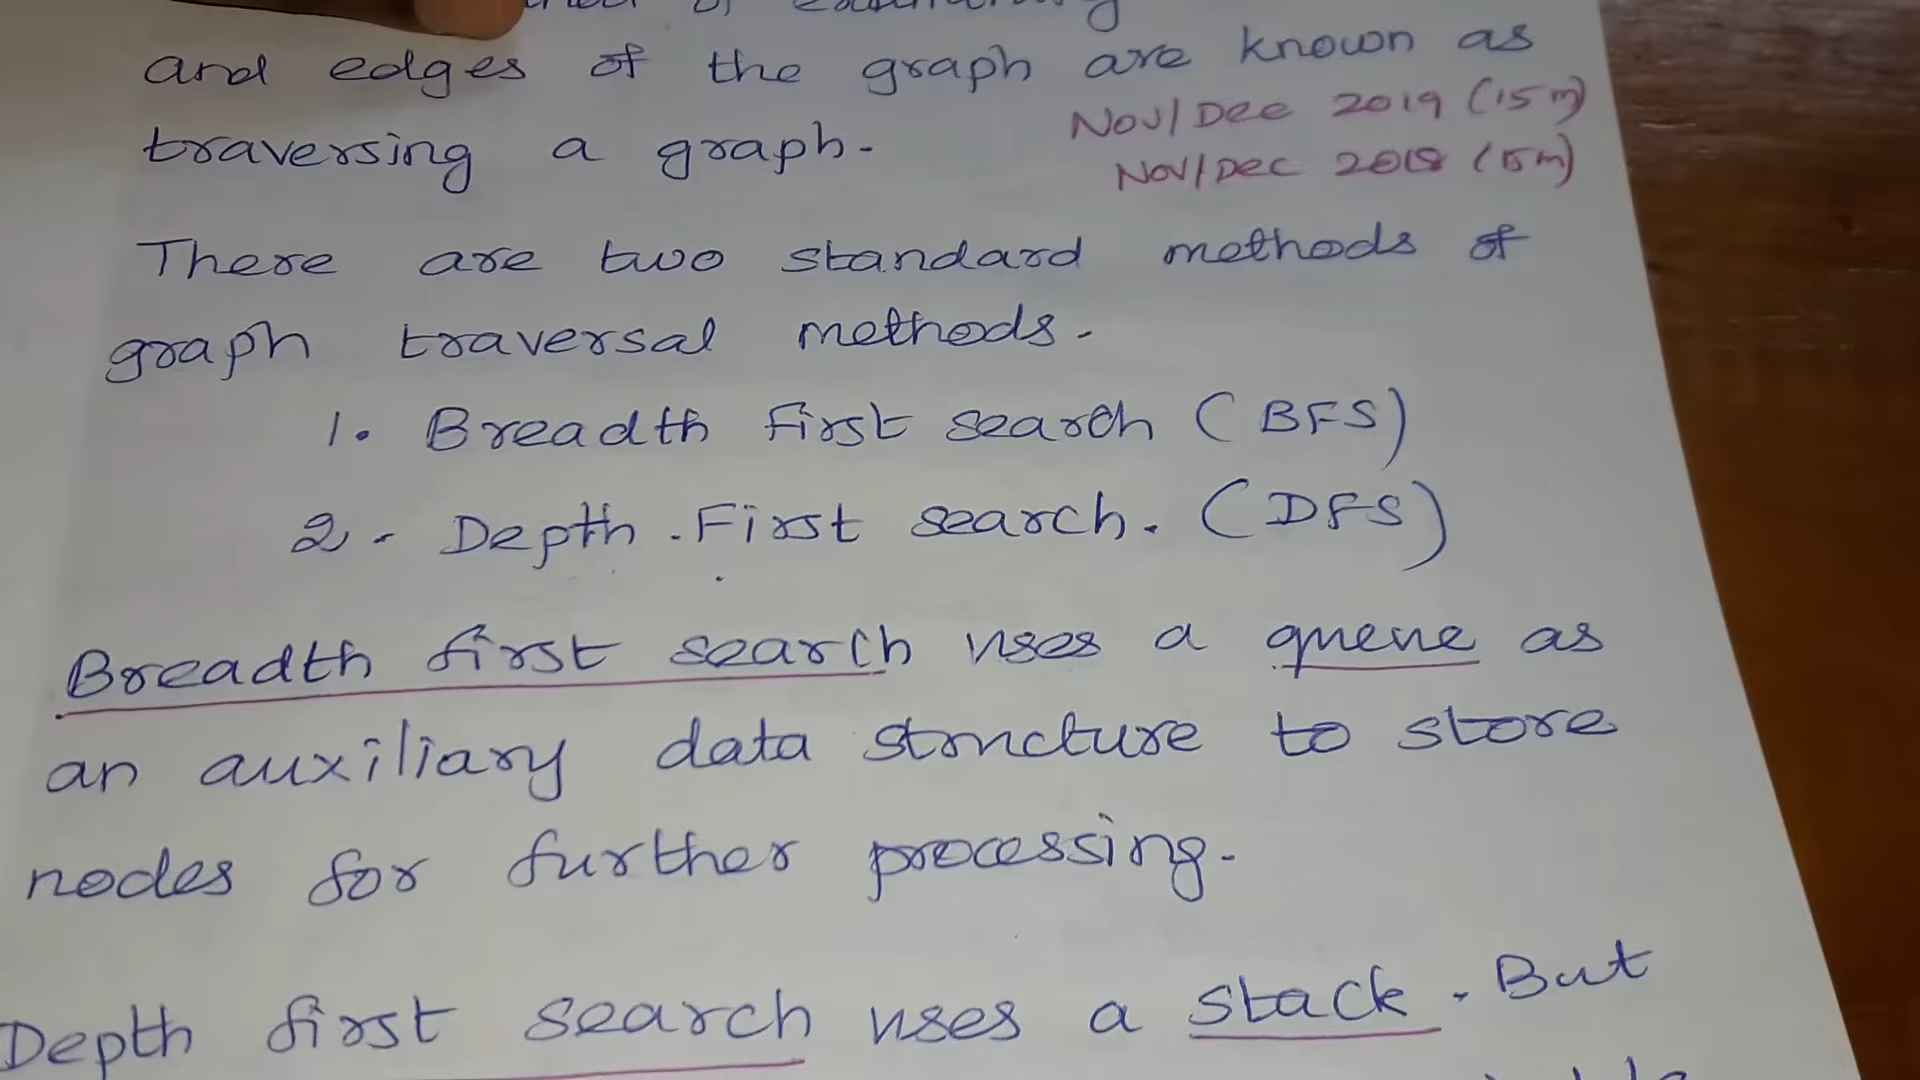 and edges of the graph are known as
Nov/Dec 2019 (15m)
traversing a graph.
Nov/Dec 2018 (15m)
There are two standard methods of
graph traversal methods.
1. Breadth first search (BFS)
2. Depth. First search. (DFS)
Breadth first search uses a queue as
an auxiliary data structure to store
nodes for further processing.
Depth first search uses a stack. But